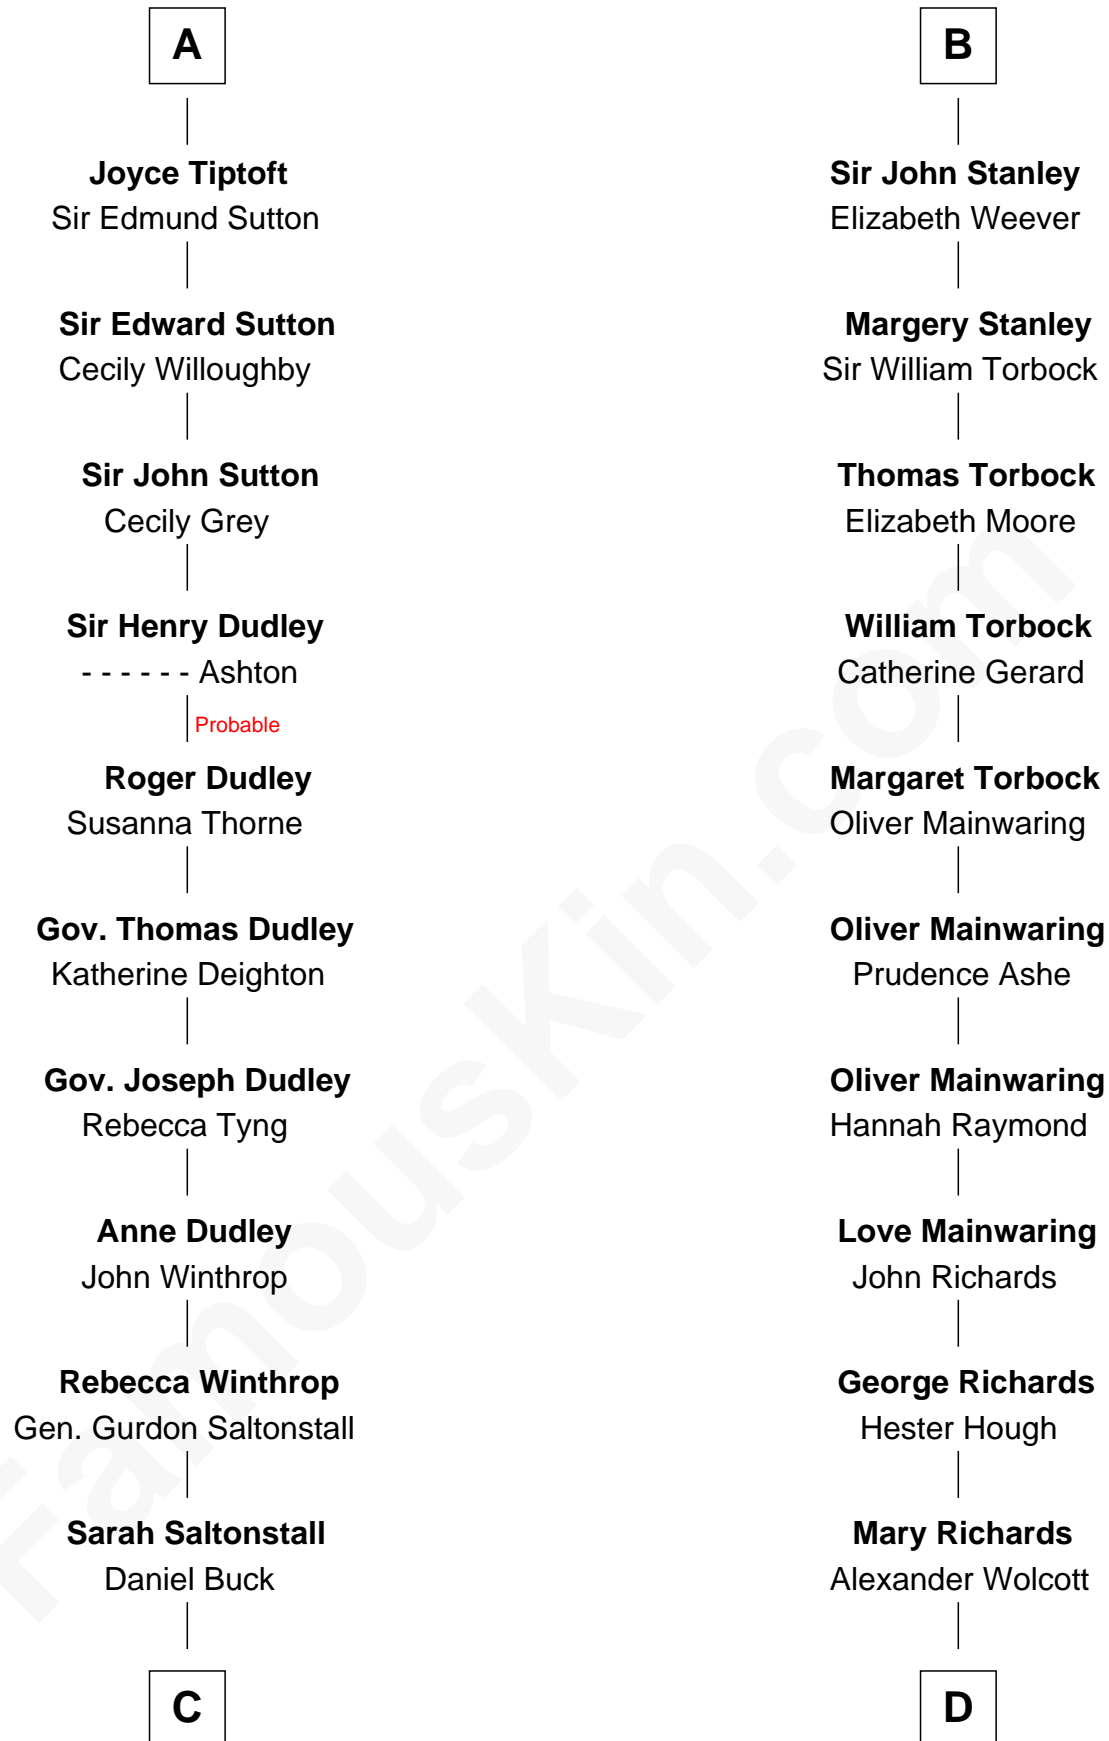 A
Joyce Tiptoft
Sir Edmund Sutton
Sir Edward Sutton
Cecily Willoughby
Sir John Sutton
Cecily Grey
Sir Henry Dudley
- - - - - - Ashton
Probable
Roger Dudley
Susanna Thorne
Gov. Thomas Dudley
Katherine Deighton
Gov. Joseph Dudley
Rebecca Tyng
Anne Dudley
John Winthrop
Rebecca Winthrop
Gen. Gurdon Saltonstall
Sarah Saltonstall
Daniel Buck
C
B
Sir John Stanley
Elizabeth Weever
Margery Stanley
Sir William Torbock
Thomas Torbock
Elizabeth Moore
William Torbock
Catherine Gerard
Margaret Torbock
Oliver Mainwaring
Oliver Mainwaring
Prudence Ashe
Oliver Mainwaring
Hannah Raymond
Love Mainwaring
John Richards
George Richards
Hester Hough
Mary Richards
Alexander Wolcott
D
FamousKin.com